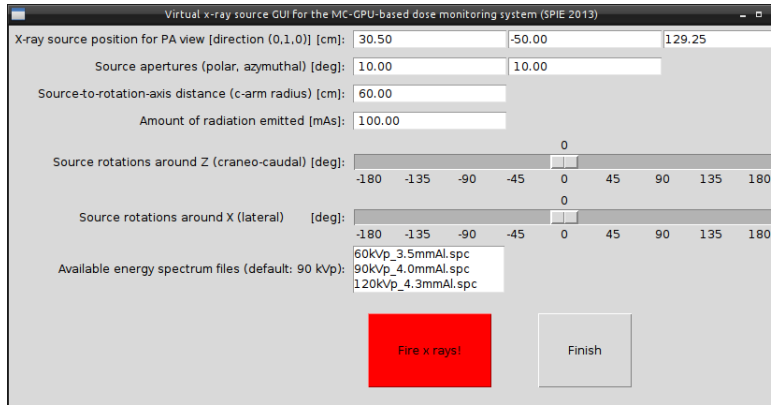 Virtual x-ray source GUI for the MC-GPU-based dose monitoring system (SPIE 2013)
X-ray source position for PA view [direction (0,1,0)] [cm]: 30.50 -50.00 129.25
Source apertures (polar, azymuthal) [deg]: 10.00 10.00
Source-to-rotation-axis distance (c-arm radius) [cm]: 60.00
Amount of radiation emitted [mAs]: 100.00
0
Source rotations around Z (craneo-caudal) [deg]:
-180 -135 -90 -45 0 45 90 135 180
0
Source rotations around X (lateral) [deg]:
-180 -135 -90 -45 0 45 90 135 180
60kVp_3.5mmAl.spc
Available energy spectrum files (default: 90 kVp): 90kVp_4.0mmAl.spc
120kVp_4.3mmAl.spc
Fire x rays! Finish